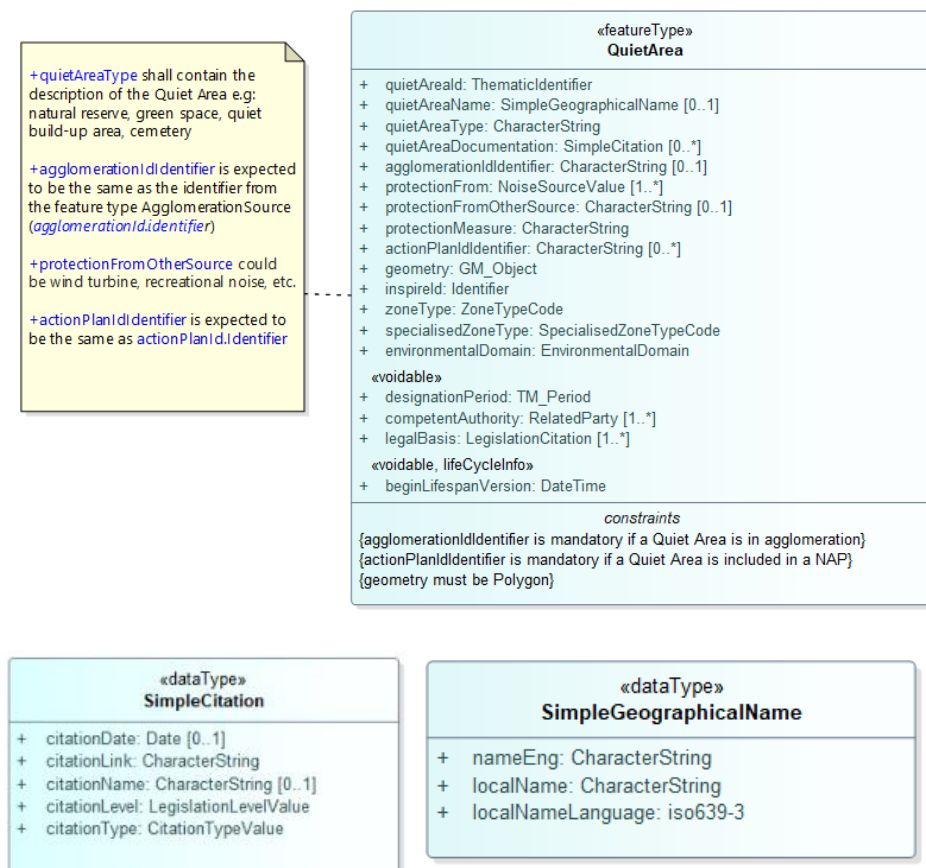 +quietAreaType shall contain the
description of the Quiet Area e.g:
natural reserve, green space, quiet
build-up area, cemetery
+agglomerationIdIdentifier is expected
to be the same as the identifier from
the feature type AgglomerationSource
(agglomerationId.identifier)
+protectionFromOtherSource could
be wind turbine, recreational noise, etc.
+actionPlanIdIdentifier is expected to
be the same as actionPlanId.Identifier
«featureType»
QuietArea
+ quietAreaId: ThematicIdentifier
+ quietAreaName: SimpleGeographicalName [0..1]
+ quietAreaType: CharacterString
+ quietAreaDocumentation: SimpleCitation [0..*]
+ agglomerationIdIdentifier: CharacterString [0..1]
+ protectionFrom: NoiseSourceValue [1..*]
+ protectionFromOtherSource: CharacterString [0..1]
+ protectionMeasure: CharacterString
+ actionPlanIdIdentifier: CharacterString [0..*]
+ geometry: GM_Object
+ inspireId: Identifier
+ zoneType: ZoneTypeCode
+ specialisedZoneType: SpecialisedZoneTypeCode
+ environmentalDomain: EnvironmentalDomain
«voidable»
+ designationPeriod: TM_Period
+ competentAuthority: RelatedParty [1..*]
+ legalBasis: LegislationCitation [1..*]
«voidable, lifeCycleInfo»
+ beginLifespanVersion: DateTime
constraints
{agglomerationIdIdentifier is mandatory if a Quiet Area is in agglomeration}
{actionPlanIdIdentifier is mandatory if a Quiet Area is included in a NAP}
{geometry must be Polygon}
«dataType»
SimpleCitation
+ citationDate: Date [0..1]
+ citationLink: CharacterString
+ citationName: CharacterString [0..1]
+ citationLevel: LegislationLevelValue
+ citationType: CitationTypeValue
«dataType»
SimpleGeographicalName
+ nameEng: CharacterString
+ localName: CharacterString
+ localNameLanguage: iso639-3